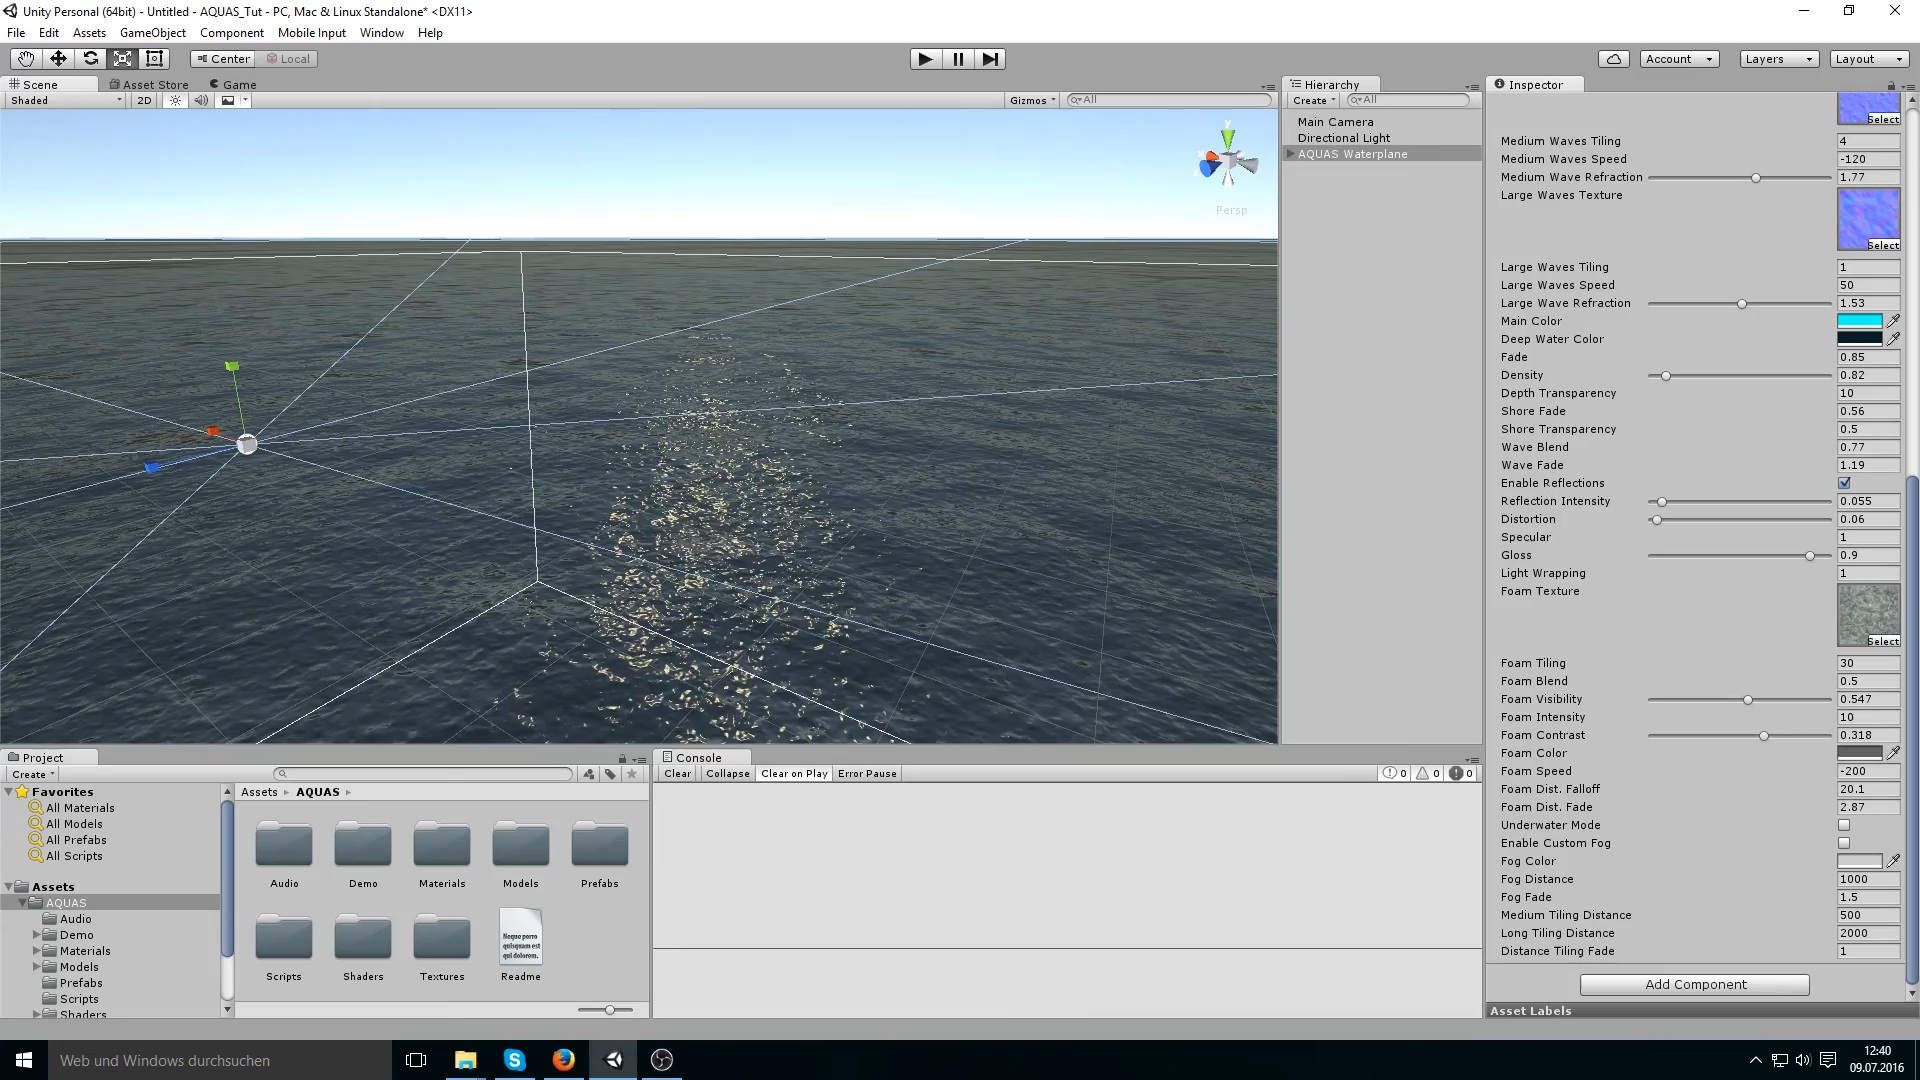 Unity Personal (64bit) - Untitled - AQUAS_Tut - PC, Mac & Linux Standalone* <DX11>
File Edit Assets GameObject Component Mobile Input Window Help
Center Local
Account Layers Layout
Scene Asset Store Game
Shaded 2D Gizmos All
y
Persp
Hierarchy
Create All
Main Camera
Directional Light
AQUAS Waterplane
Inspector
Select
Medium Waves Tiling 4
Medium Waves Speed -120
Medium Wave Refraction 1.77
Large Waves Texture
Select
Large Waves Tiling 1
Large Waves Speed 50
Large Wave Refraction 1.53
Main Color
Deep Water Color
Fade 0.85
Density 0.82
Depth Transparency 10
Shore Fade 0.56
Shore Transparency 0.5
Wave Blend 0.77
Wave Fade 1.19
Enable Reflections
Reflection Intensity 0.055
Distortion 0.06
Specular 1
Gloss 0.9
Light Wrapping 1
Foam Texture
Select
Foam Tiling 30
Foam Blend 0.5
Foam Visibility 0.547
Foam Intensity 10
Foam Contrast 0.318
Foam Color
Foam Speed -200
Foam Dist. Falloff 20.1
Foam Dist. Fade 2.87
Underwater Mode
Enable Custom Fog
Fog Color
Fog Distance 1000
Fog Fade 1.5
Medium Tiling Distance 500
Long Tiling Distance 2000
Distance Tiling Fade 1
Add Component
Asset Labels
Project
Create
Favorites
All Materials
All Models
All Prefabs
All Scripts
Assets
AQUAS
Audio
Demo
Materials
Models
Prefabs
Scripts
Shaders
Assets AQUAS
Audio Demo Materials Models Prefabs
Neque porro
quisquam est
qui dolorem.
Scripts Shaders Textures Readme
Console
Clear Collapse Clear on Play Error Pause 0 0 0
Web und Windows durchsuchen
12:40
09.07.2016